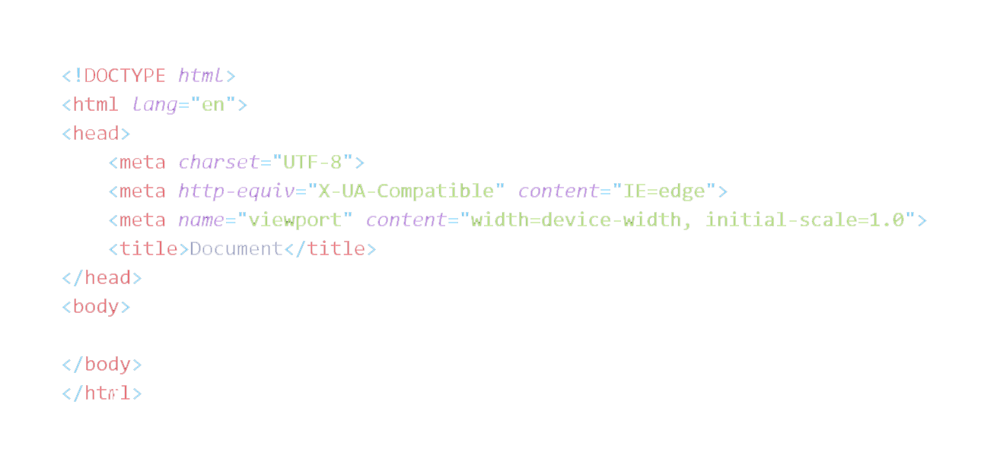 <!DOCTYPE html>
<html lang="en">
<head>
    <meta charset="UTF-8">
    <meta http-equiv="X-UA-Compatible" content="IE=edge">
    <meta name="viewport" content="width=device-width, initial-scale=1.0">
    <title>Document</title>
</head>
<body>

</body>
</html>